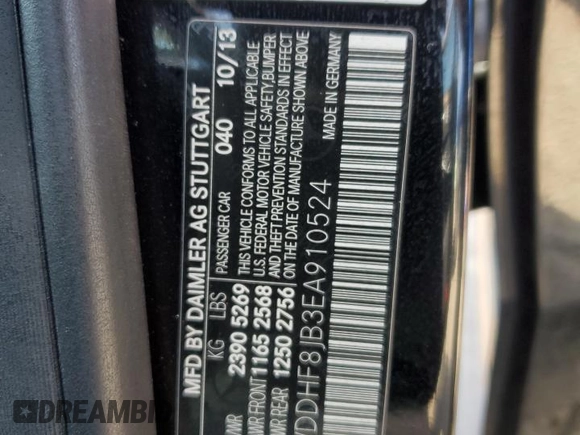 MFD BY DAIMLER AG STUTTGART
PASSENGER CAR 040 10/13
KG LBS
2390 5269
FRONT 1165 2568
REAR 1250 2756
THIS VEHICLE CONFORMS TO ALL APPLICABLE
U.S. FEDERAL MOTOR VEHICLE SAFETY, BUMPER,
AND THEFT PREVENTION STANDARDS IN EFFECT
ON THE DATE OF MANUFACTURE SHOWN ABOVE
MADE IN GERMANY
DDHF8JB3EA910524
DREAMBI